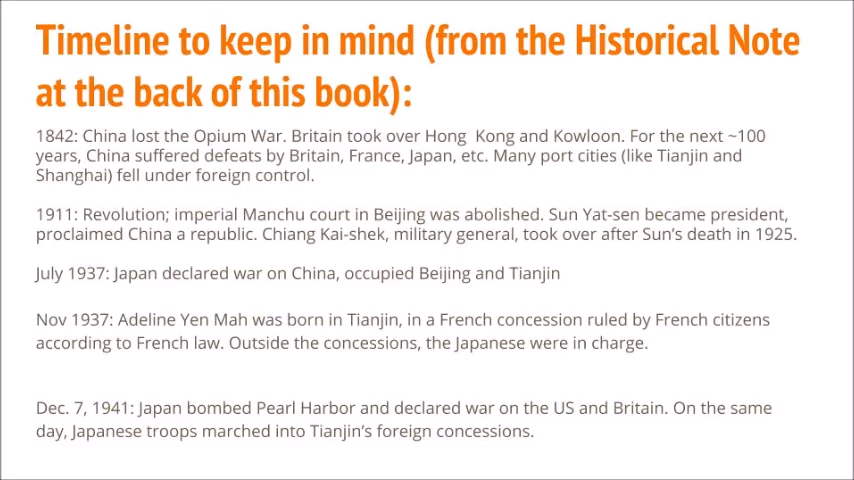 Timeline to keep in mind (from the Historical Note
at the back of this book):
1842: China lost the Opium War. Britain took over Hong  Kong and Kowloon. For the next ~100
years, China suffered defeats by Britain, France, Japan, etc. Many port cities (like Tianjin and
Shanghai) fell under foreign control.
1911: Revolution; imperial Manchu court in Beijing was abolished. Sun Yat-sen became president,
proclaimed China a republic. Chiang Kai-shek, military general, took over after Sun’s death in 1925.
July 1937: Japan declared war on China, occupied Beijing and Tianjin
Nov 1937: Adeline Yen Mah was born in Tianjin, in a French concession ruled by French citizens
according to French law. Outside the concessions, the Japanese were in charge.
Dec. 7, 1941: Japan bombed Pearl Harbor and declared war on the US and Britain. On the same
day, Japanese troops marched into Tianjin’s foreign concessions.